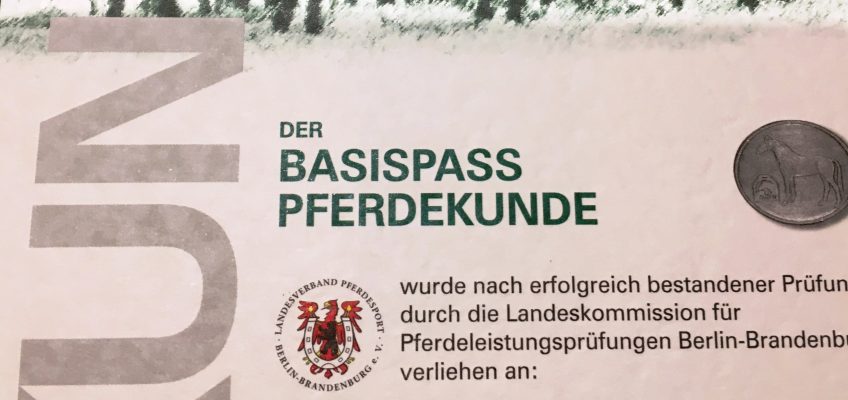 KUN
DER
BASISPASS
PFERDEKUNDE
LANDESVERBAND PFERDESPORT
BERLIN-BRANDENBURG e. V.
wurde nach erfolgreich bestandener Prüfun
durch die Landeskommission für
Pferdeleistungsprüfungen Berlin-Brandenbu
verliehen an: